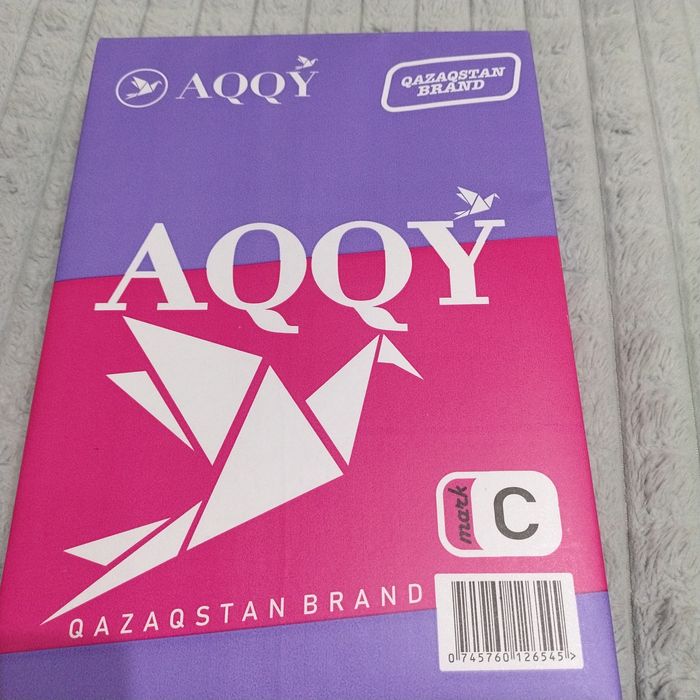 AQQY
QAZAQSTAN
BRAND
AQQY
mark
C
QAZAQSTAN BRAND
0 745760 126545 >